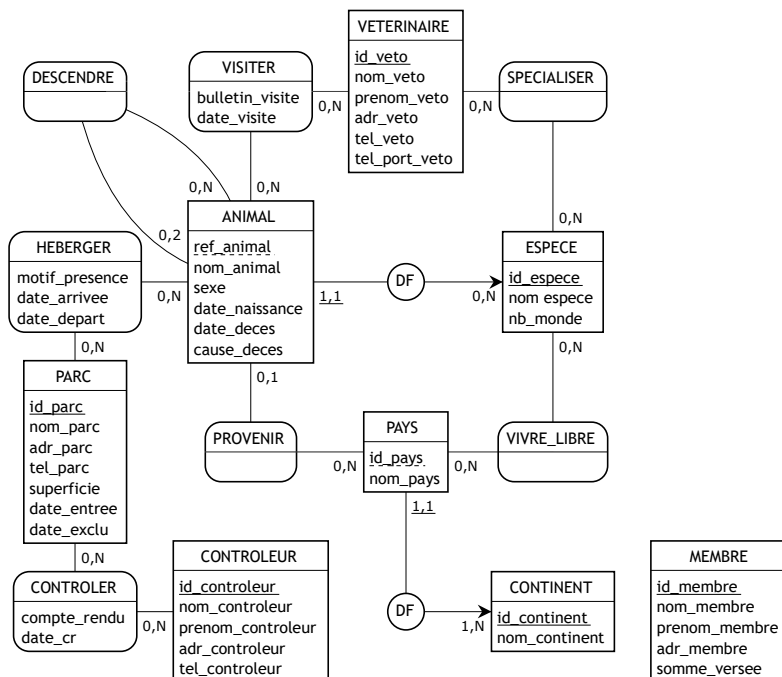 VETERINAIRE
id_veto
nom_veto
prenom_veto
adr_veto
tel_veto
tel_port_veto
VISITER
bulletin_visite
date_visite
DESCENDRE
SPECIALISER
0,N
0,N
0,N
0,N
0,2
0,N
ANIMAL
ref_animal
nom_animal
sexe
date_naissance
date_deces
cause_deces
HEBERGER
motif_presence
date_arrivee
date_depart
0,N
1,1
DF
0,N
ESPECE
id_espece
nom espece
nb_monde
0,N
0,1
0,N
PARC
id_parc
nom_parc
adr_parc
tel_parc
superficie
date_entree
date_exclu
PROVENIR
0,N
PAYS
id_pays
nom_pays
0,N
VIVRE_LIBRE
1,1
0,N
CONTROLER
compte_rendu
date_cr
0,N
CONTROLEUR
id_controleur
nom_controleur
prenom_controleur
adr_controleur
tel_controleur
DF
1,N
CONTINENT
id_continent
nom_continent
MEMBRE
id_membre
nom_membre
prenom_membre
adr_membre
somme_versee